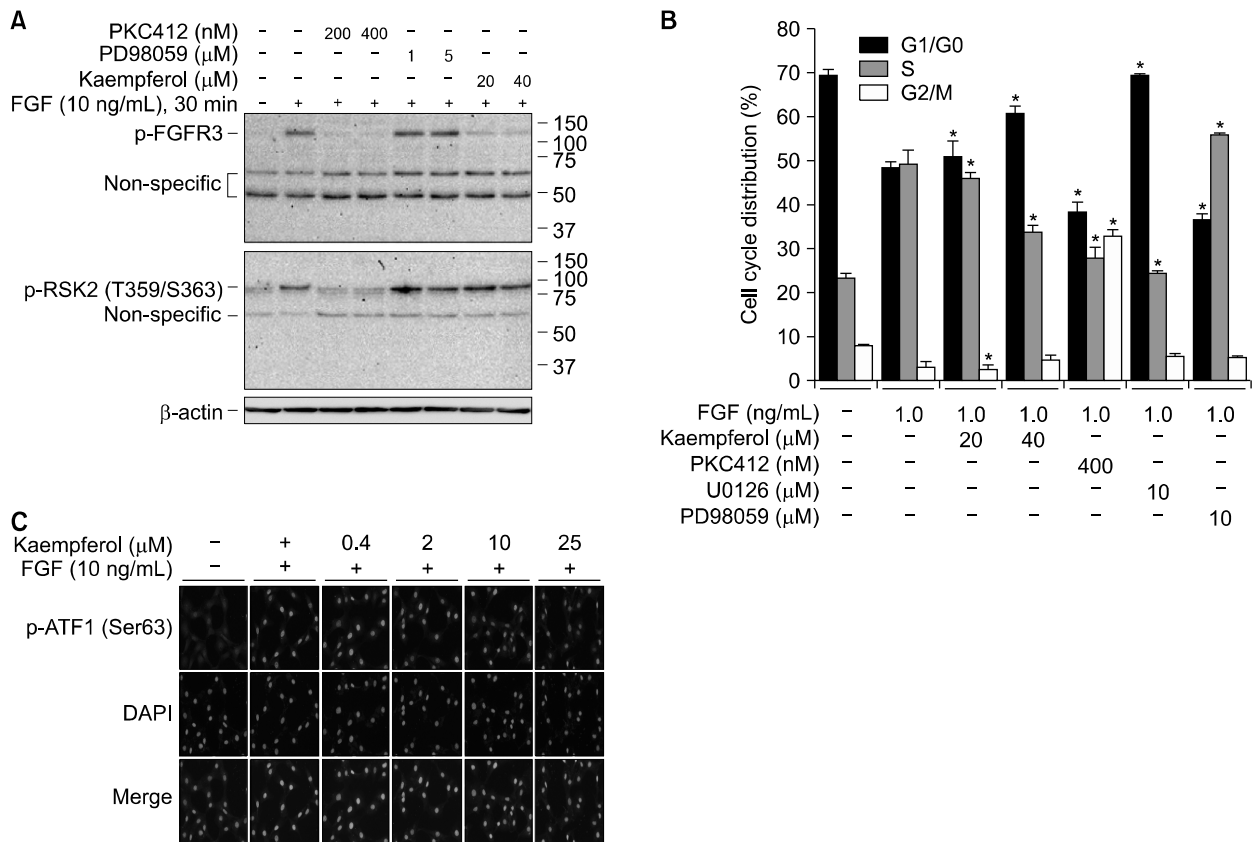 A
PKC412 (nM) – – 200 400 – – – –
PD98059 (μM) – – – – 1 5 – –
Kaempferol (μM) – – – – – – 20 40
FGF (10 ng/mL), 30 min – + + + + + + +
p-FGFR3 –
Non-specific
150
100
75
50
37
p-RSK2 (T359/S363) –
Non-specific –
150
100
75
50
37
β-actin –
B
Cell cycle distribution (%)
80
70
60
50
40
30
20
10
0
G1/G0
S
G2/M
* * * * * * * * * * * *
FGF (ng/mL) – 1.0 1.0 1.0 1.0 1.0 1.0
Kaempferol (μM) – – 20 40 – – –
PKC412 (nM) – – – – 400 – –
U0126 (μM) – – – – – 10 –
PD98059 (μM) – – – – – – 10
C
Kaempferol (μM) – + 0.4 2 10 25
FGF (10 ng/mL) – + + + + +
p-ATF1 (Ser63)
DAPI
Merge